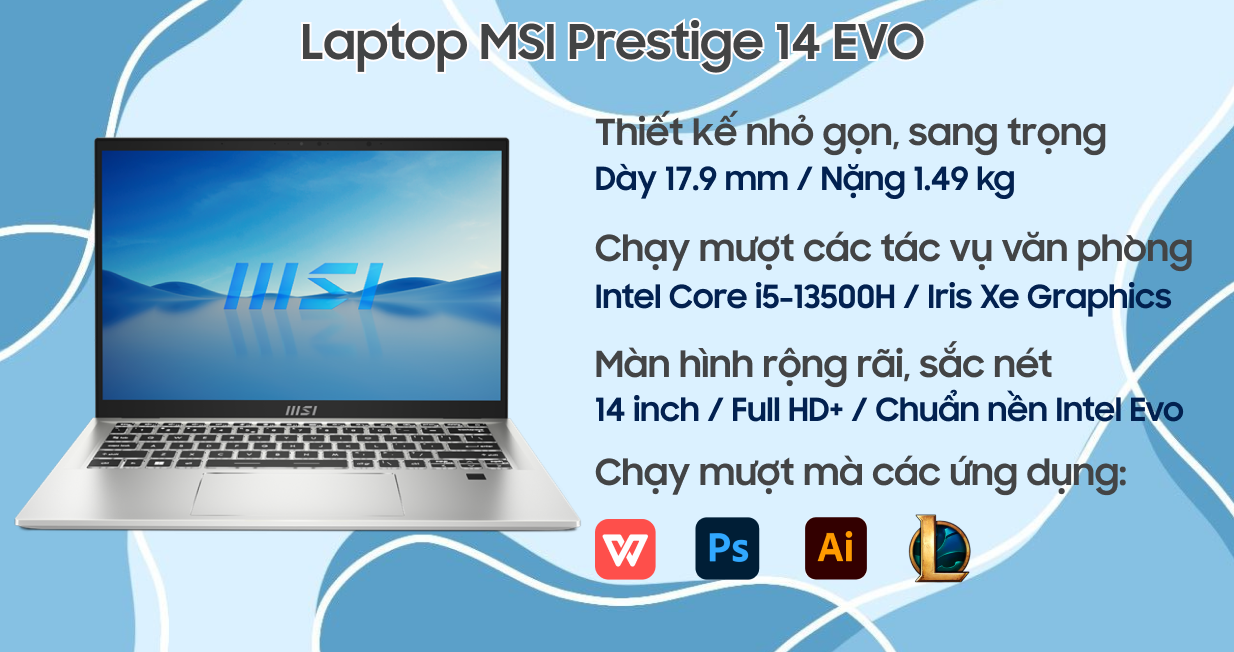 Laptop MSI Prestige 14 EVO
Thiết kế nhỏ gọn, sang trọng
Dày 17.9 mm / Nặng 1.49 kg
Chạy mượt các tác vụ văn phòng
Intel Core i5-13500H / Iris Xe Graphics
Màn hình rộng rãi, sắc nét
14 inch / Full HD+ / Chuẩn nền Intel Evo
Chạy mượt mà các ứng dụng:
msi
msi
W Ps Ai L